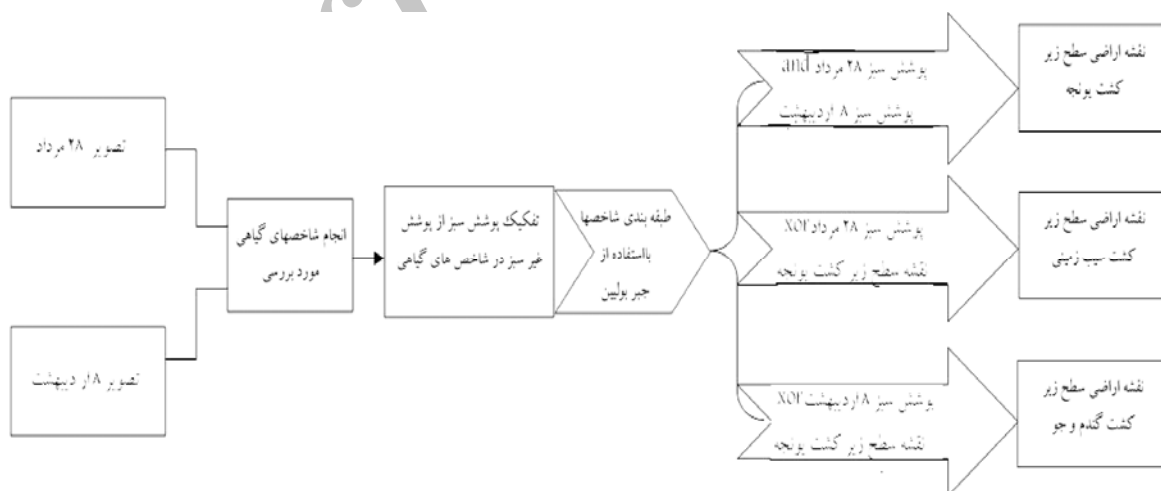 تصویر ۲۸ مرداد
تصویر ۸ اردیبهشت
انجام شاخصهای گیاهی
مورد بررسی
تفکیک پوشش سبز از پوشش
غیر سبز در شاخص های گیاهی
طبقه بندی شاخصها
بااستفاده از
جبر بولین
پوشش سبز ۲۸ مرداد and
پوشش سبز ۸ اردیبهشت
نقشه اراضی سطح زیر
کشت یونجه
پوشش سبز ۲۸ مرداد xor
نقشه سطح زیر کشت یونجه
نقشه اراضی سطح زیر
کشت سیب زمینی
پوشش سبز ۸ اردیبهشت xor
نقشه سطح زیر کشت یونجه
نقشه اراضی سطح زیر
کشت گندم و جو